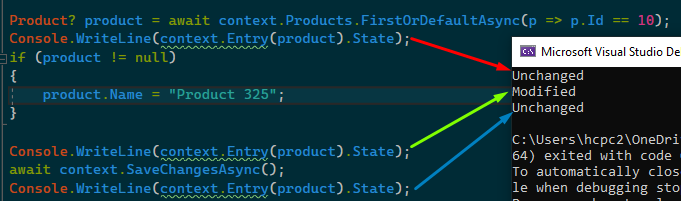 Product? product = await context.Products.FirstOrDefaultAsync(p => p.Id == 10);
Console.WriteLine(context.Entry(product).State);
if (product != null)
{
product.Name = "Product 325";
}
Console.WriteLine(context.Entry(product).State);
await context.SaveChangesAsync();
Console.WriteLine(context.Entry(product).State);
Microsoft Visual Studio De
Unchanged
Modified
Unchanged
C:\Users\hcpc2\OneDri
64) exited with code
To automatically clos
le when debugging sto